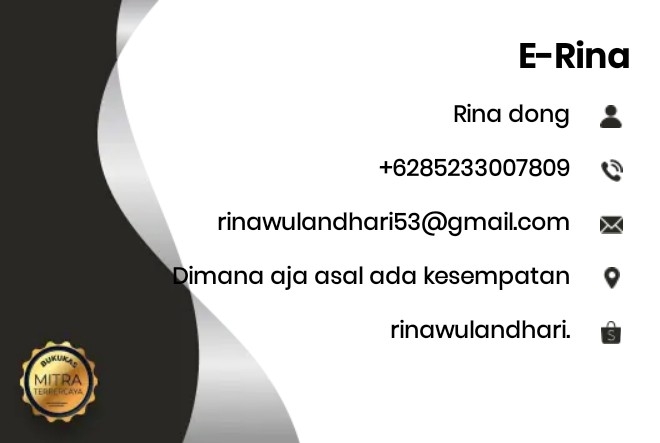 E-Rina
Rina dong
+6285233007809
rinawulandhari53@gmail.com
Dimana aja asal ada kesempatan
rinawulandhari.
BUKUKAS
MITRA
TERPERCAYA